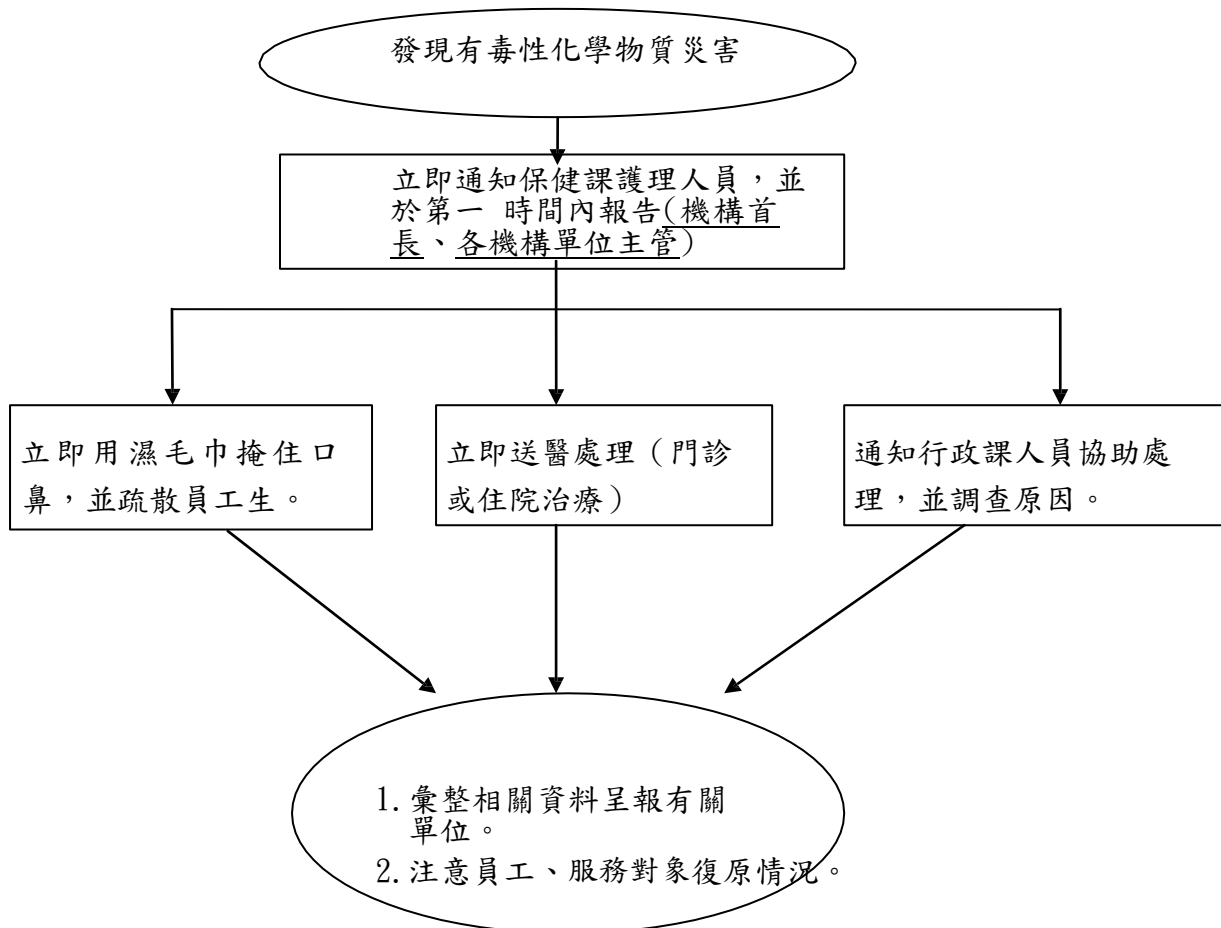 發現有毒性化學物質災害
立即通知保健課護理人員，並
於第一 時間內報告(機構首
長、各機構單位主管)
立即用濕毛巾掩住口
鼻，並疏散員工生。
立即送醫處理（門診
或住院治療）
通知行政課人員協助處
理，並調查原因。
1. 彙整相關資料呈報有關
單位。
2. 注意員工、服務對象復原情況。